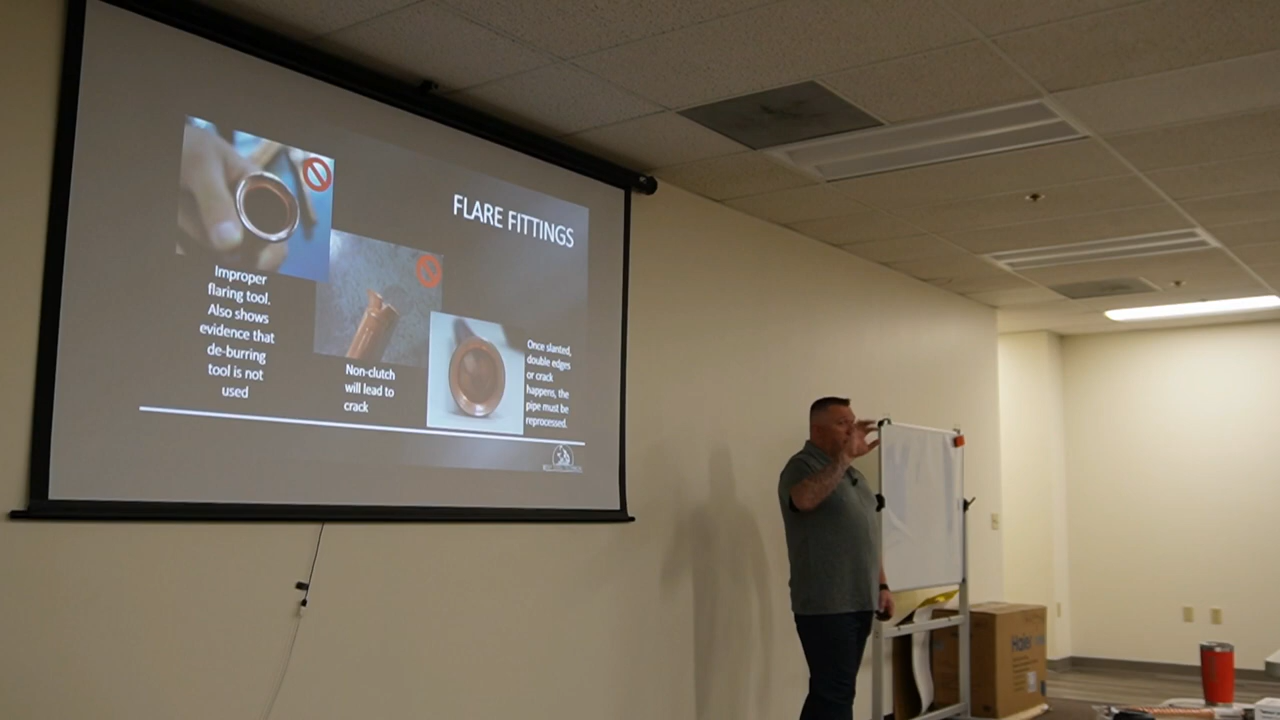 FLARE FITTINGS
Improper
flaring tool.
Also shows
evidence that
de-burring
tool is not
used
Non-clutch
will lead to
crack
Once slanted,
double edges
or crack
happens, the
pipe must be
reprocessed.
Haier